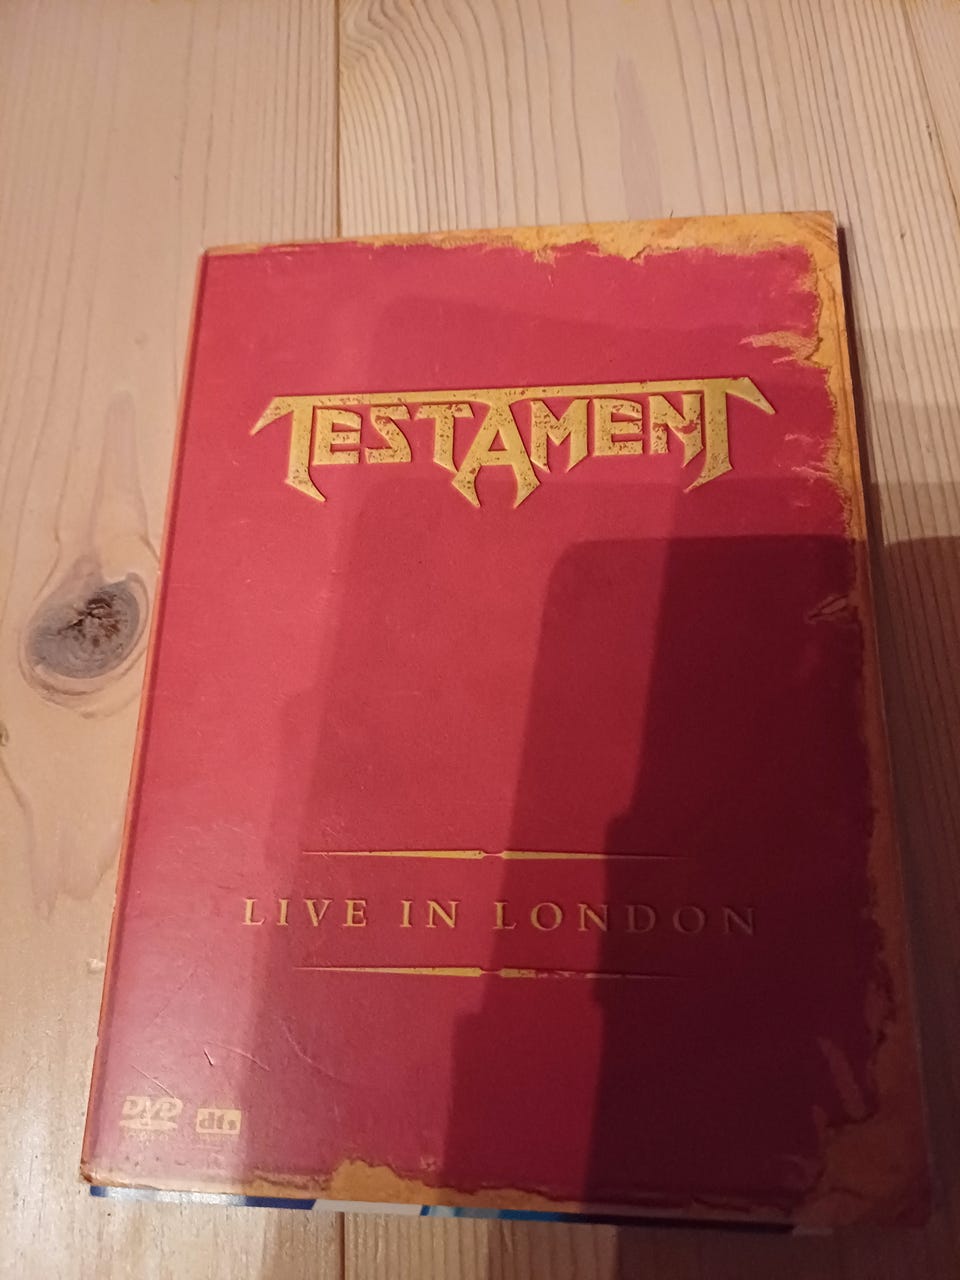 TESTAMENT
LIVE IN LONDON
DVD
dts